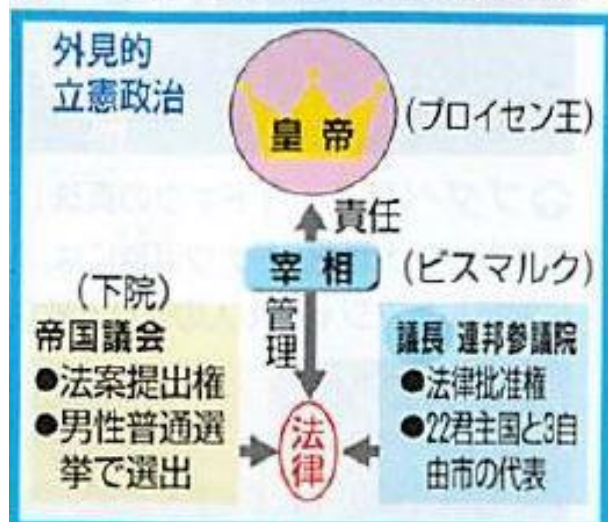 外見的
立憲政治
皇帝
(プロイセン王)
責任
宰相
(ビスマルク)
管理
(下院)
帝国議会
●法案提出権
●男性普通選
挙で選出
議長 連邦参議院
●法律批准権
●22君主国と3自
由市の代表
法律